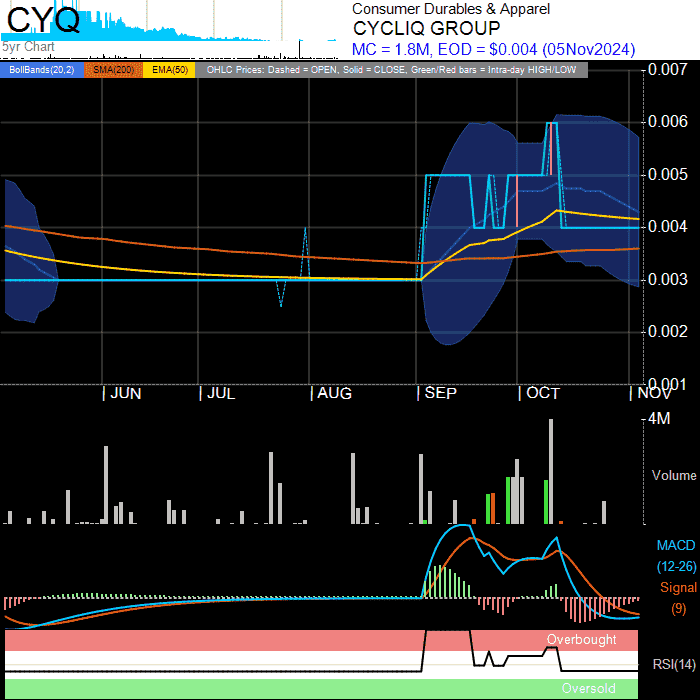 CYQ
5yr Chart
Consumer Durables & Apparel
CYCLIQ GROUP
MC = 1.8M, EOD = $0.004 (05Nov2024)
BollBands(20,2) SMA(200) EMA(50) OHLC Prices: Dashed = OPEN, Solid = CLOSE, Green/Red bars = Intra-day HIGH/LOW
0.007
0.006
0.005
0.004
0.003
0.002
0.001
JUN JUL AUG SEP OCT NOV
4M
Volume
MACD
(12-26)
Signal
(9)
Overbought
RSI(14)
Oversold